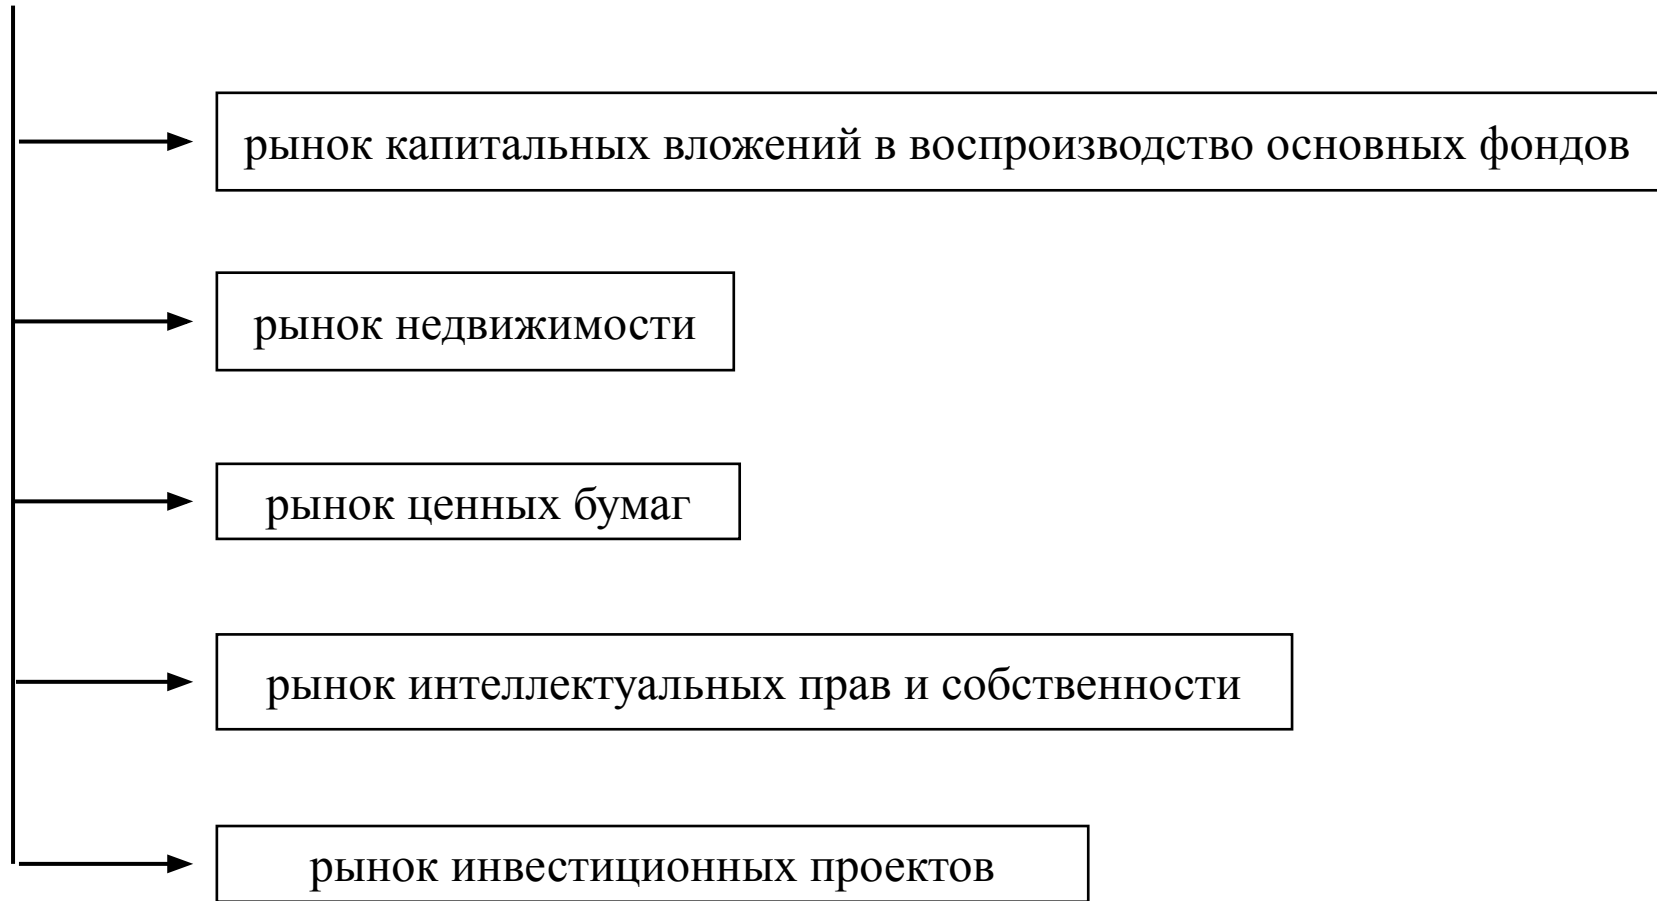 рынок капитальных вложений в воспроизводство основных фондов
рынок недвижимости
рынок ценных бумаг
рынок интеллектуальных прав и собственности
рынок инвестиционных проектов